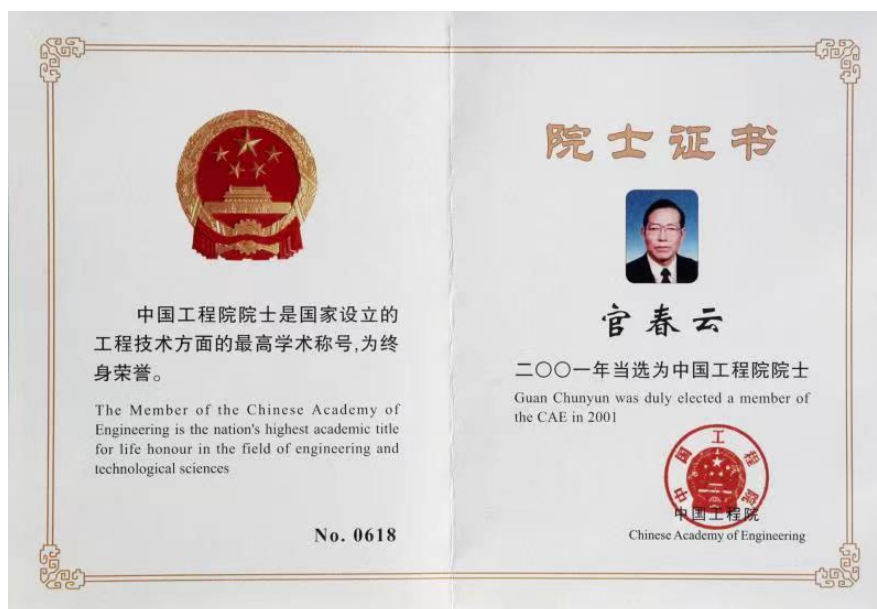 中国工程院院士是国家设立的
工程技术方面的最高学术称号,为终
身荣誉。
The Member of the Chinese Academy of
Engineering is the nation's highest academic title
for life honour in the field of engineering and
technological sciences
No. 0618
院士证书
官春云
二〇〇一年当选为中国工程院院士
Guan Chunyun was duly elected a member of
the CAE in 2001
中国工程院
中国工程院
Chinese Academy of Engineering